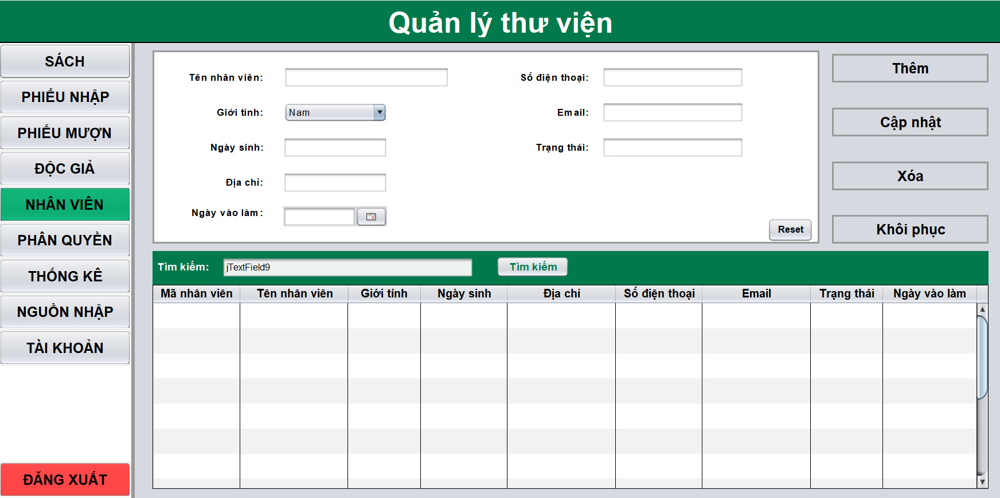 Quản lý thư viện
SÁCH
PHIẾU NHẬP
PHIẾU MƯỢN
ĐỘC GIẢ
NHÂN VIÊN
PHÂN QUYỀN
THỐNG KÊ
NGUỒN NHẬP
TÀI KHOẢN
ĐĂNG XUẤT
Tên nhân viên:
Giới tính: Nam
Ngày sinh:
Địa chỉ:
Ngày vào làm:
Số điện thoại:
Email:
Trạng thái:
Reset
Thêm
Cập nhật
Xóa
Khôi phục
Tìm kiếm: jTextField9 Tìm kiếm
Mã nhân viên Tên nhân viên Giới tính Ngày sinh Địa chỉ Số điện thoại Email Trạng thái Ngày vào làm